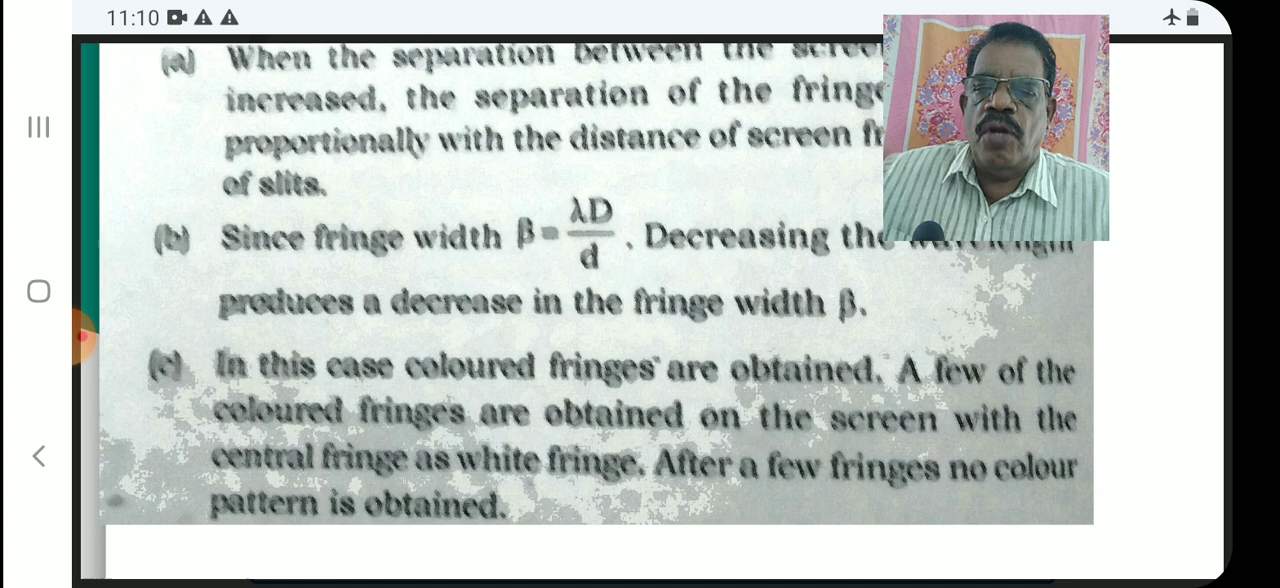 11:10
(a) When the separation between the
increased, the separation of the
proportionally with the distance of screen
of slits.
(b) Since fringe width β = λD/d . Decreasing the
produces a decrease in the fringe width β.
(c) In this case coloured fringes are obtained. A few of the
coloured fringes are obtained on the screen with the
central fringe as white fringe. After a few fringes no colour
pattern is obtained.